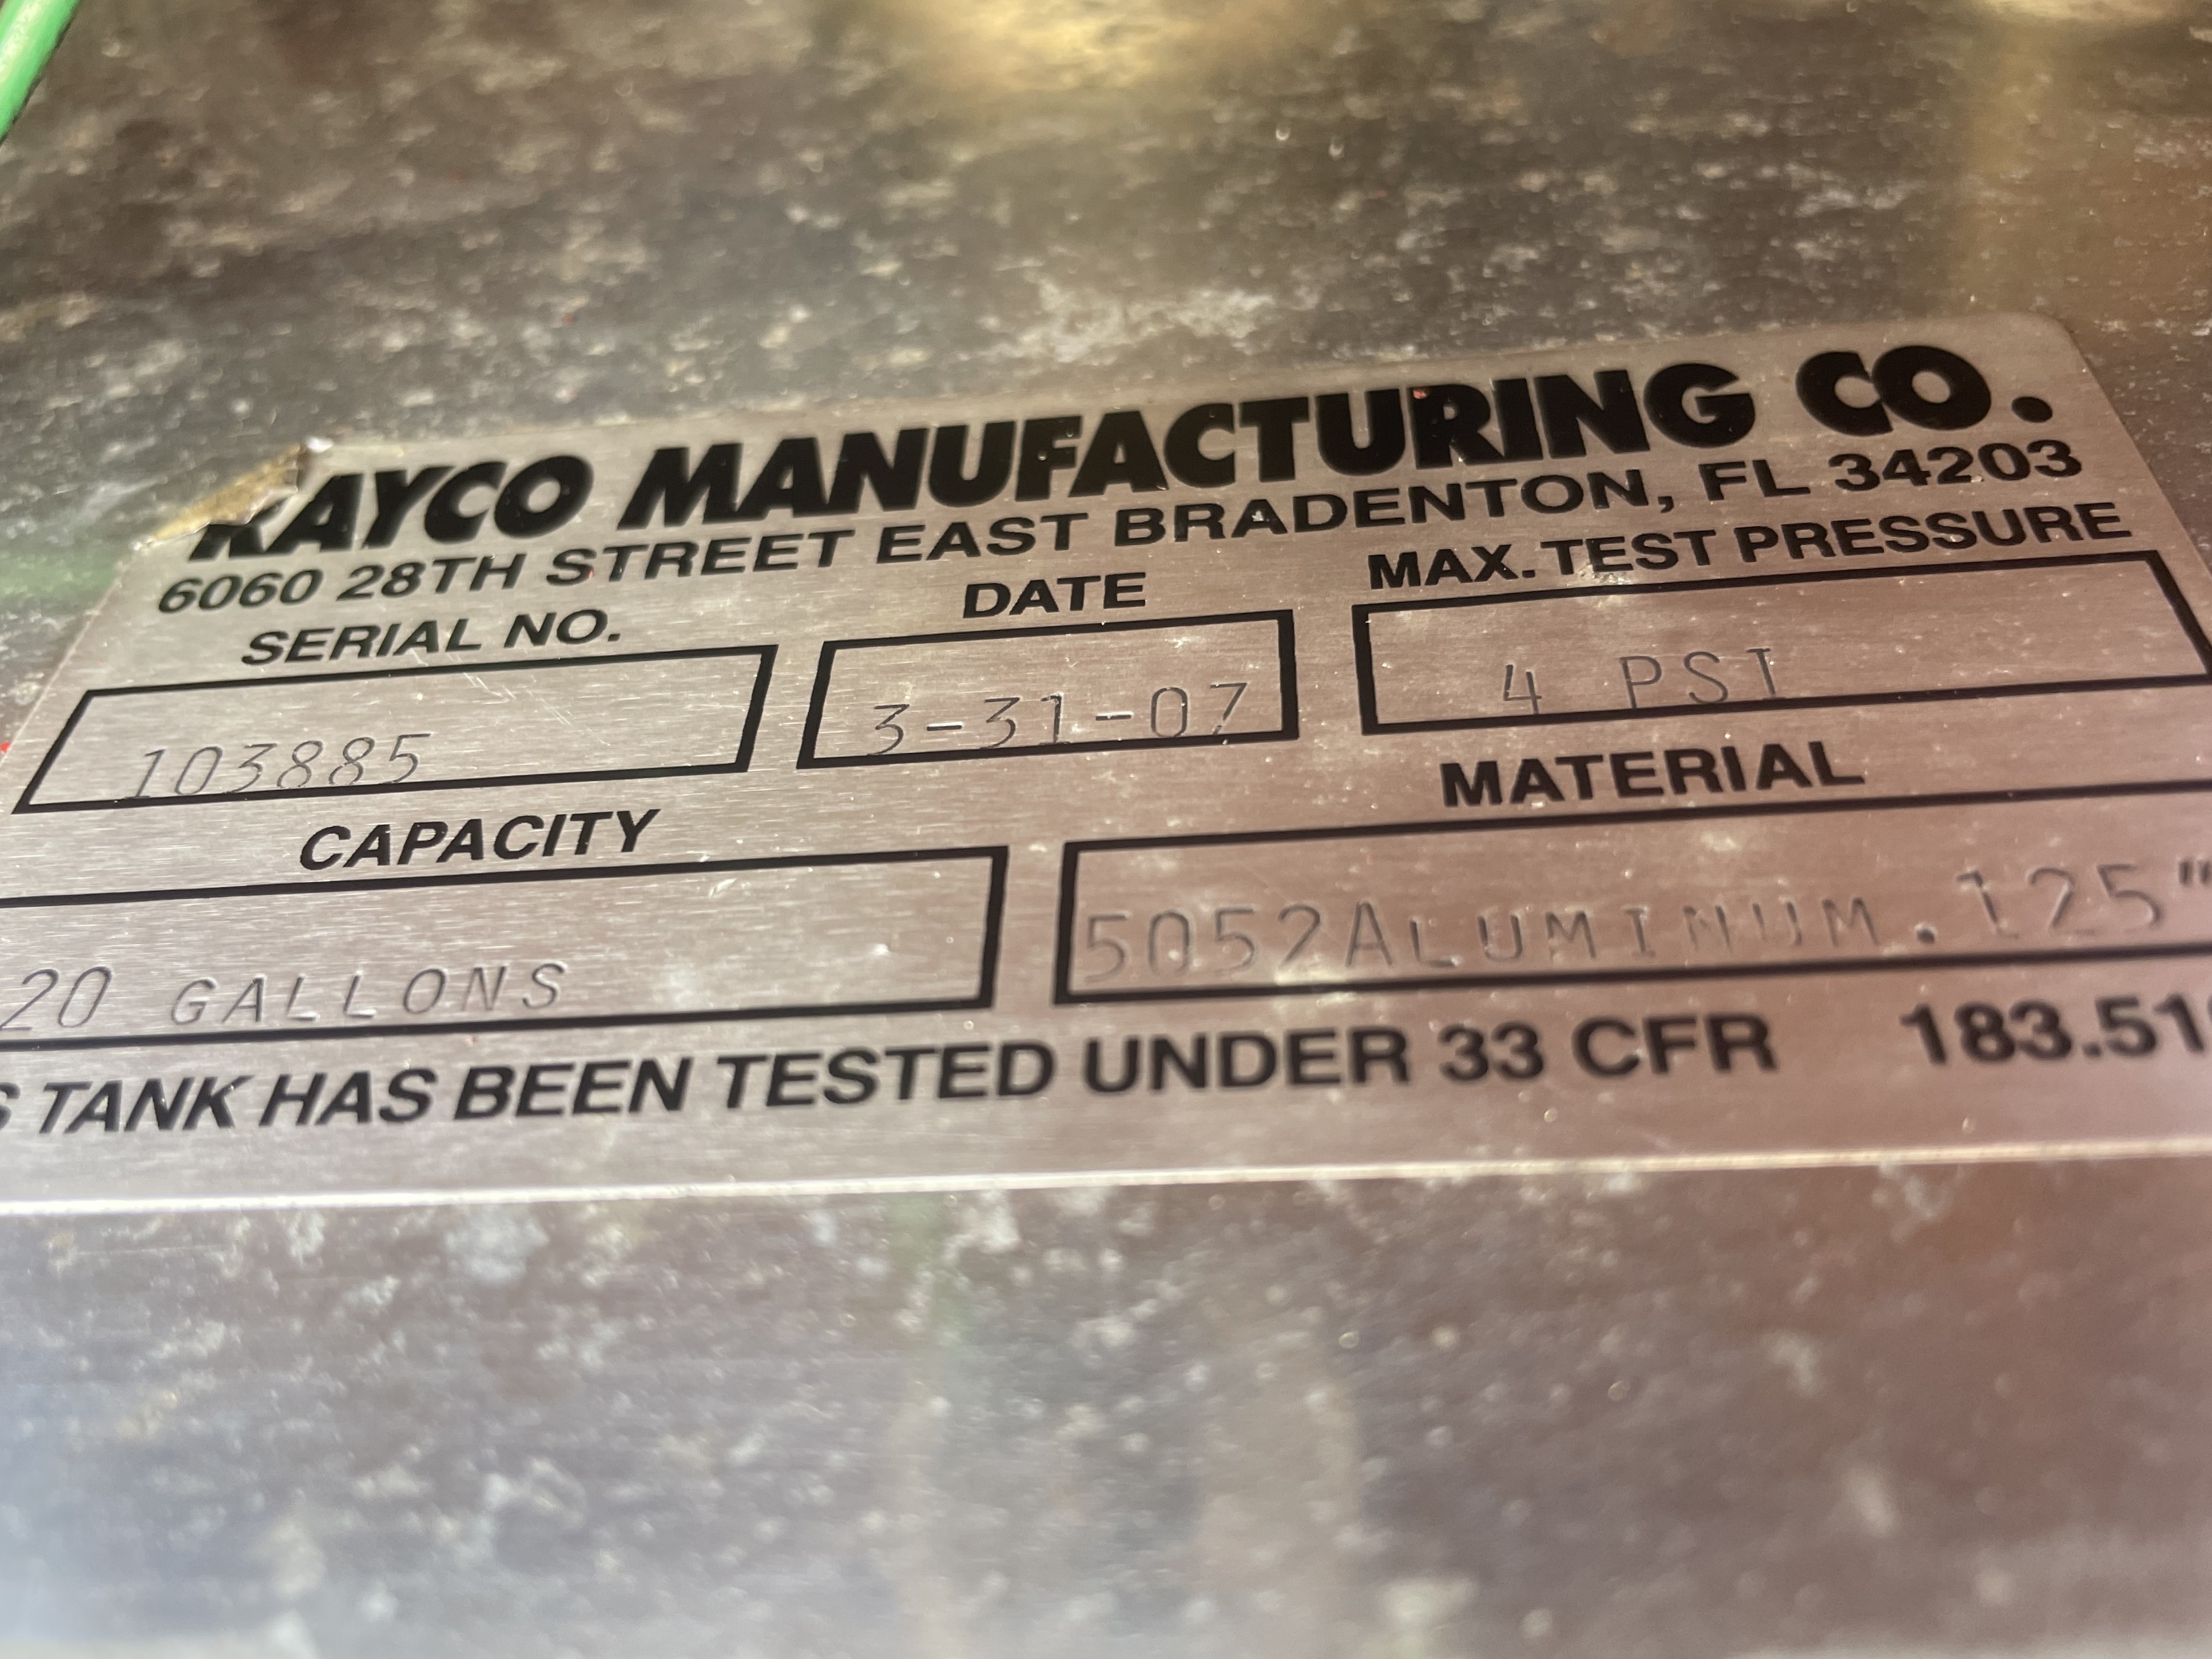 RAYCO MANUFACTURING CO.
6060 28TH STREET EAST BRADENTON, FL 34203
SERIAL NO. DATE MAX. TEST PRESSURE
103885 3-31-07 4 PSI
CAPACITY MATERIAL
20 GALLONS 5052ALUMINUM.125"
S TANK HAS BEEN TESTED UNDER 33 CFR 183.51